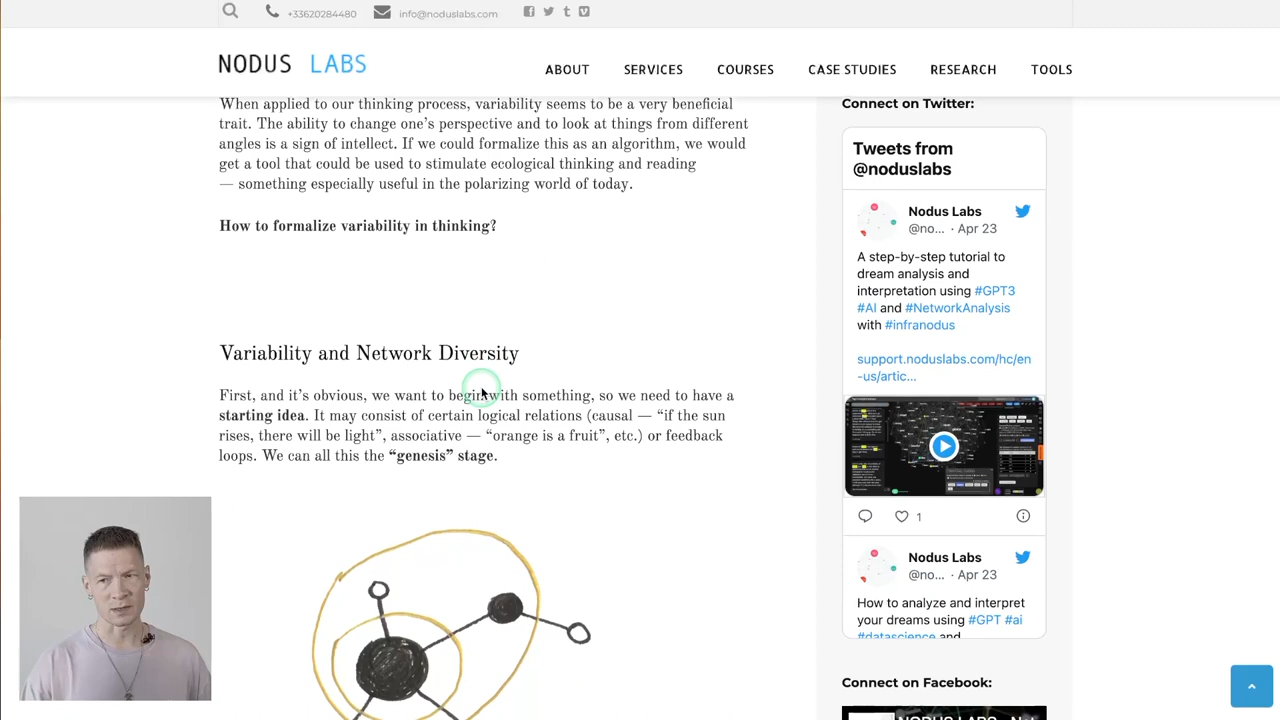 +33620284480
info@noduslabs.com
NODUS LABS
ABOUT
SERVICES
COURSES
CASE STUDIES
RESEARCH
TOOLS
When applied to our thinking process, variability seems to be a very beneficial
trait. The ability to change one’s perspective and to look at things from different
angles is a sign of intellect. If we could formalize this as an algorithm, we would
get a tool that could be used to stimulate ecological thinking and reading
— something especially useful in the polarizing world of today.
How to formalize variability in thinking?
Variability and Network Diversity
First, and it’s obvious, we want to begin with something, so we need to have a
starting idea. It may consist of certain logical relations (causal — “if the sun
rises, there will be light”, associative — “orange is a fruit”, etc.) or feedback
loops. We can all this the “genesis” stage.
Connect on Twitter:
Tweets from
@noduslabs
Nodus Labs
@no... · Apr 23
A step-by-step tutorial to
dream analysis and
interpretation using #GPT3
#AI and #NetworkAnalysis
with #infranodus
support.noduslabs.com/hc/en
-us/artic...
1
Nodus Labs
@no... · Apr 23
How to analyze and interpret
your dreams using #GPT #ai
#datascience and
Connect on Facebook:
NODUS LABS